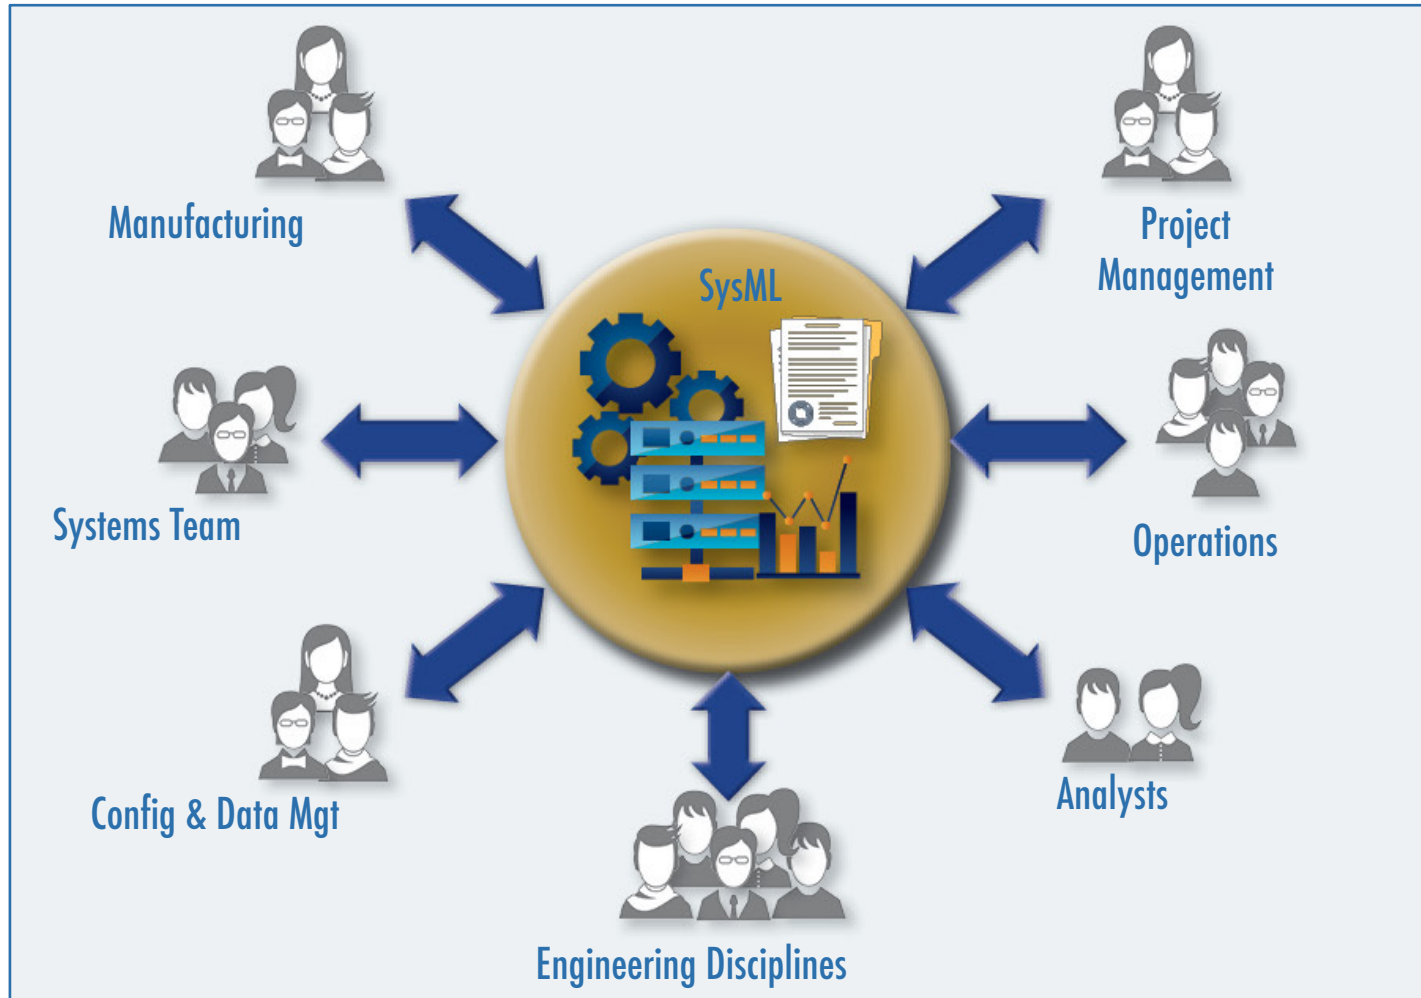 Manufacturing
Project
Management
SysML
Systems Team
Operations
Config & Data Mgt
Analysts
Engineering Disciplines